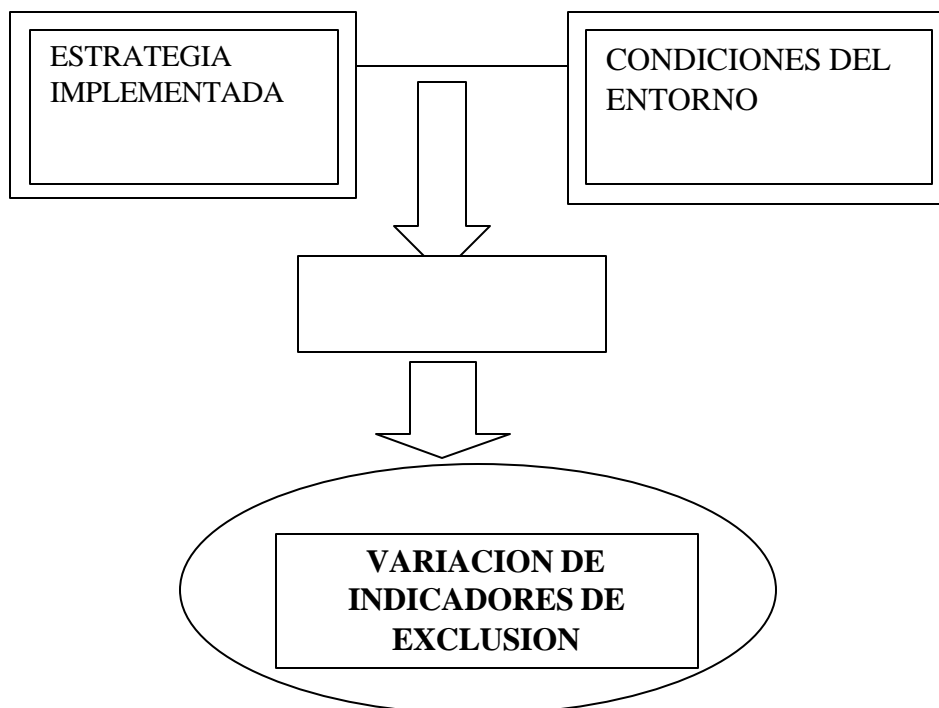 ESTRATEGIA
IMPLEMENTADA
CONDICIONES DEL
ENTORNO
VARIACION DE
INDICADORES DE
EXCLUSION